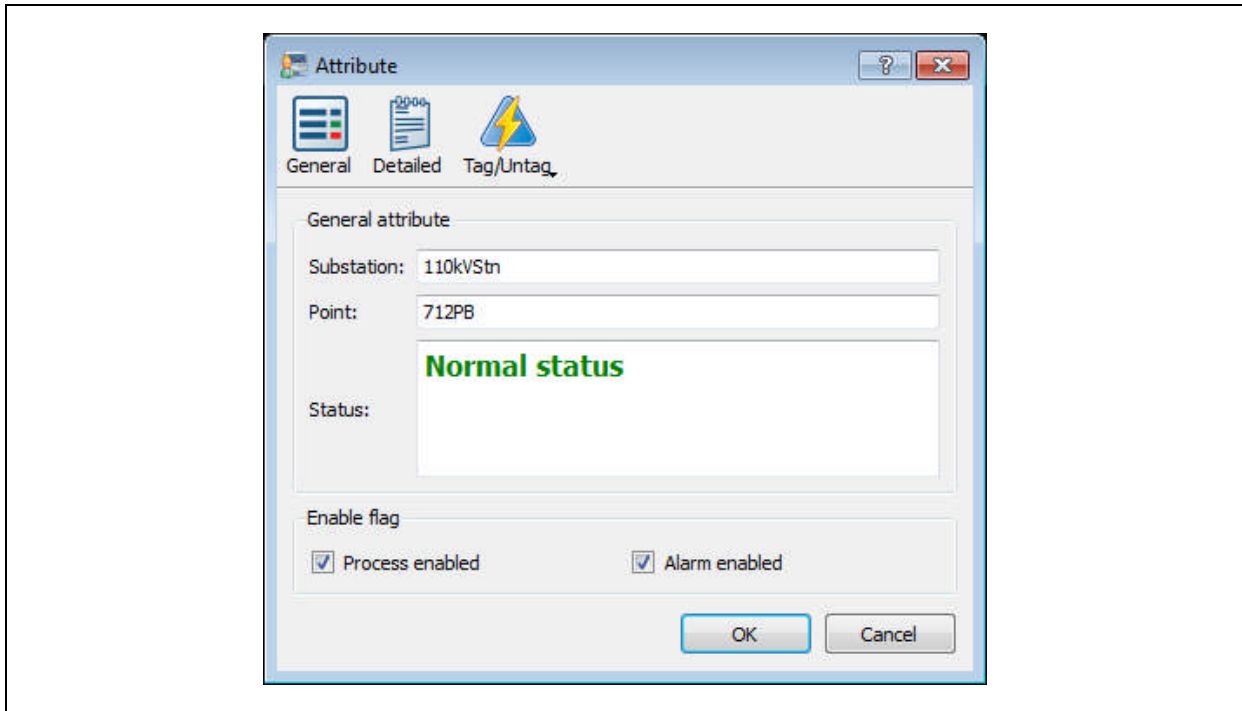 Attribute
General Detailed Tag/Untag
General attribute
Substation: 110kVStn
Point: 712PB
Status: Normal status
Enable flag
Process enabled Alarm enabled
OK Cancel